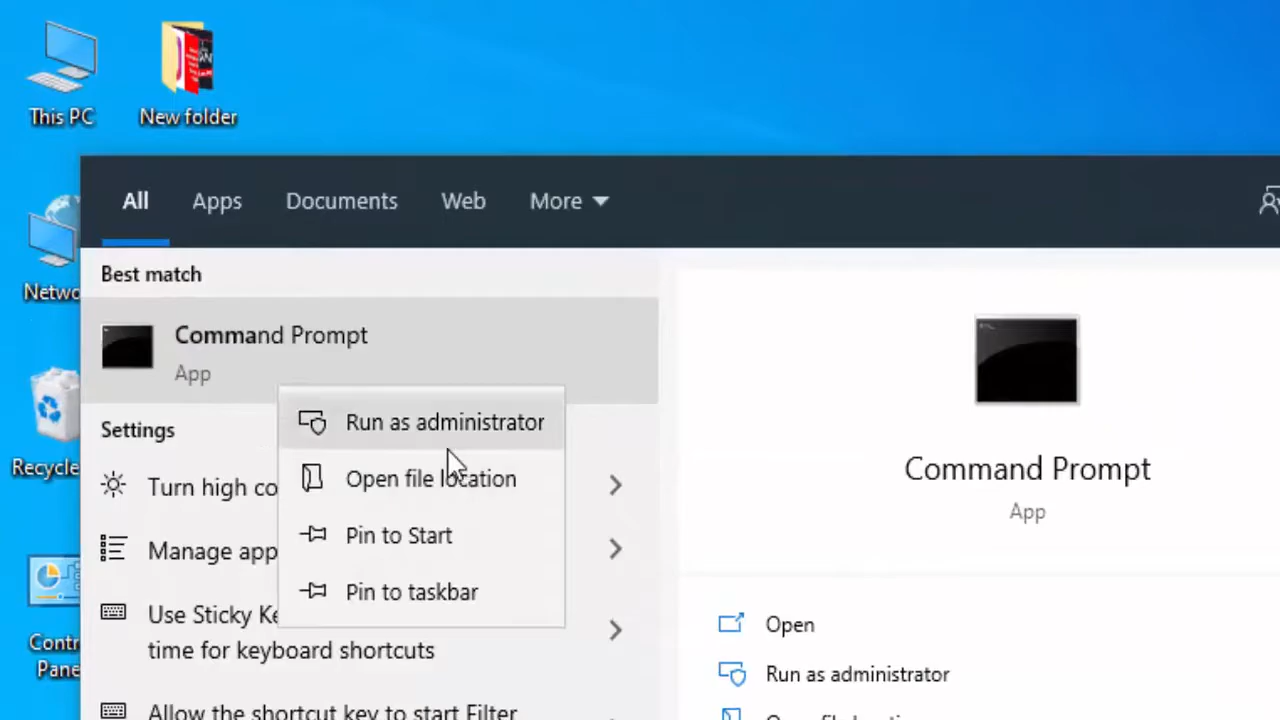 This PC
New folder
All Apps Documents Web More
Netwo
Best match
Command Prompt
App
Recycle
Settings
Run as administrator
Open file location
Pin to Start
Pin to taskbar
Turn high co
Manage app
Use Sticky Ke
time for keyboard shortcuts
Allow the shortcut key to start Filter
Contr
Pane
Command Prompt
App
Open
Run as administrator